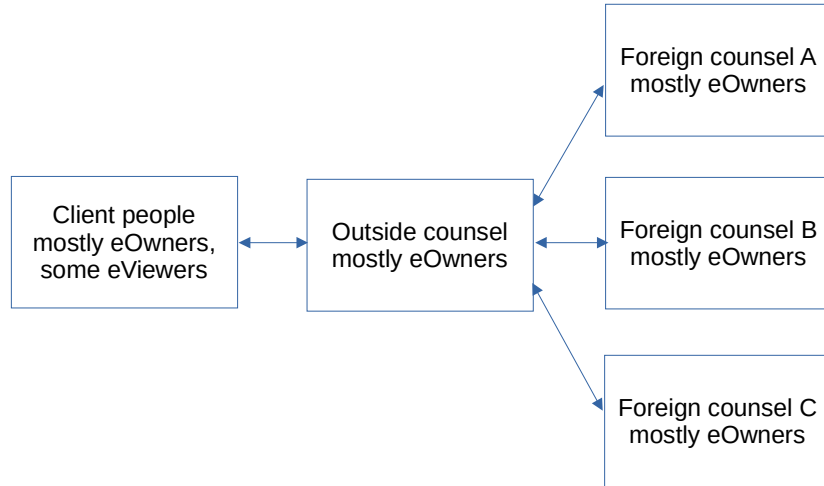 Client people
mostly eOwners,
some eViewers
Outside counsel
mostly eOwners
Foreign counsel A
mostly eOwners
Foreign counsel B
mostly eOwners
Foreign counsel C
mostly eOwners